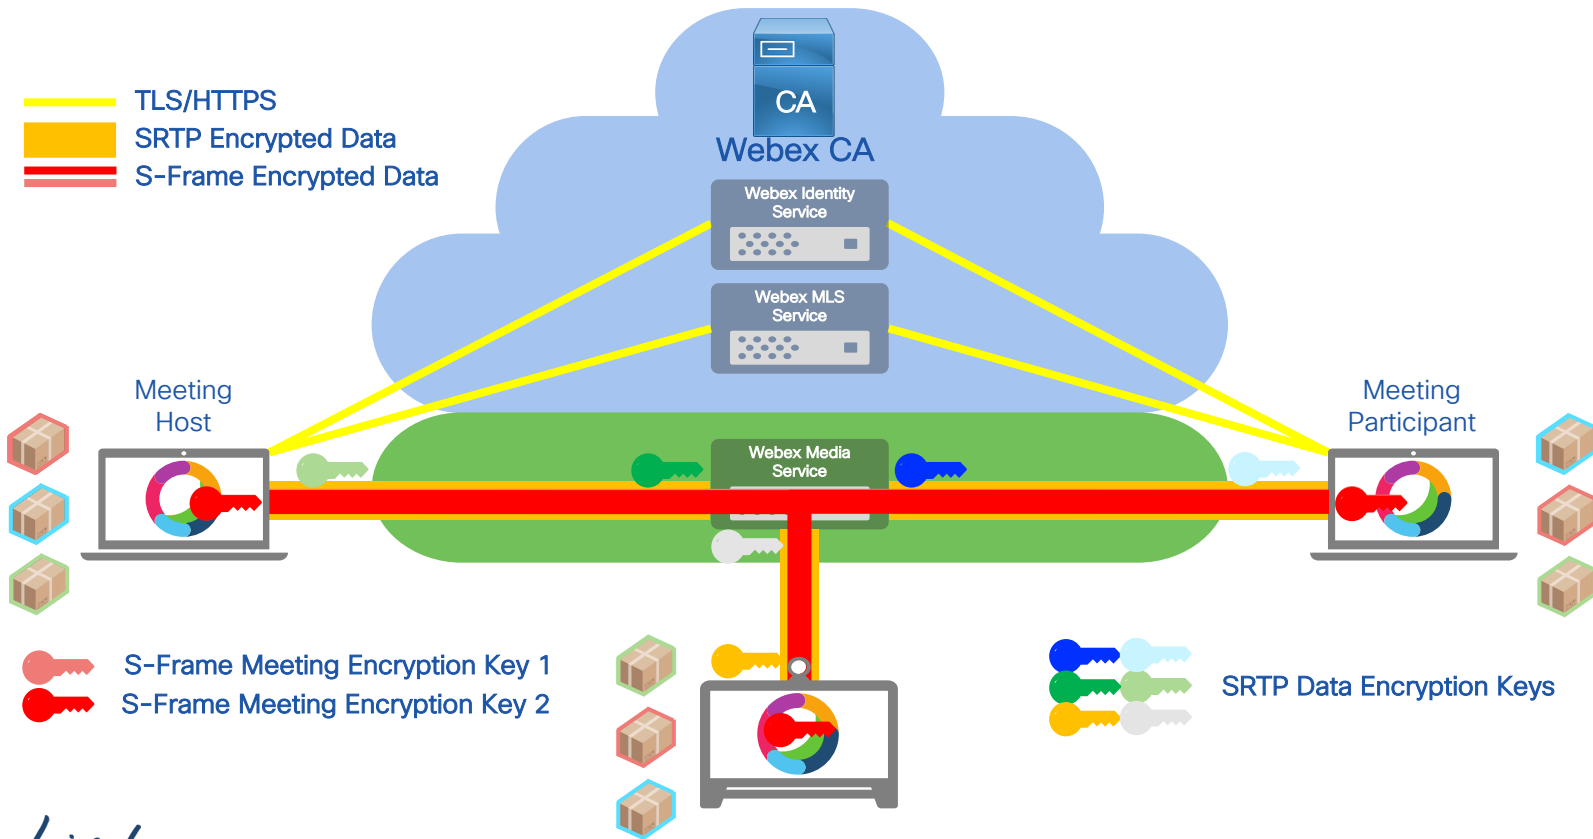 TLS/HTTPS
SRTP Encrypted Data
S-Frame Encrypted Data
CA
Webex CA
Webex Identity
Service
Webex MLS
Service
Meeting
Host
Meeting
Participant
Webex Media
Service
S-Frame Meeting Encryption Key 1
S-Frame Meeting Encryption Key 2
SRTP Data Encryption Keys